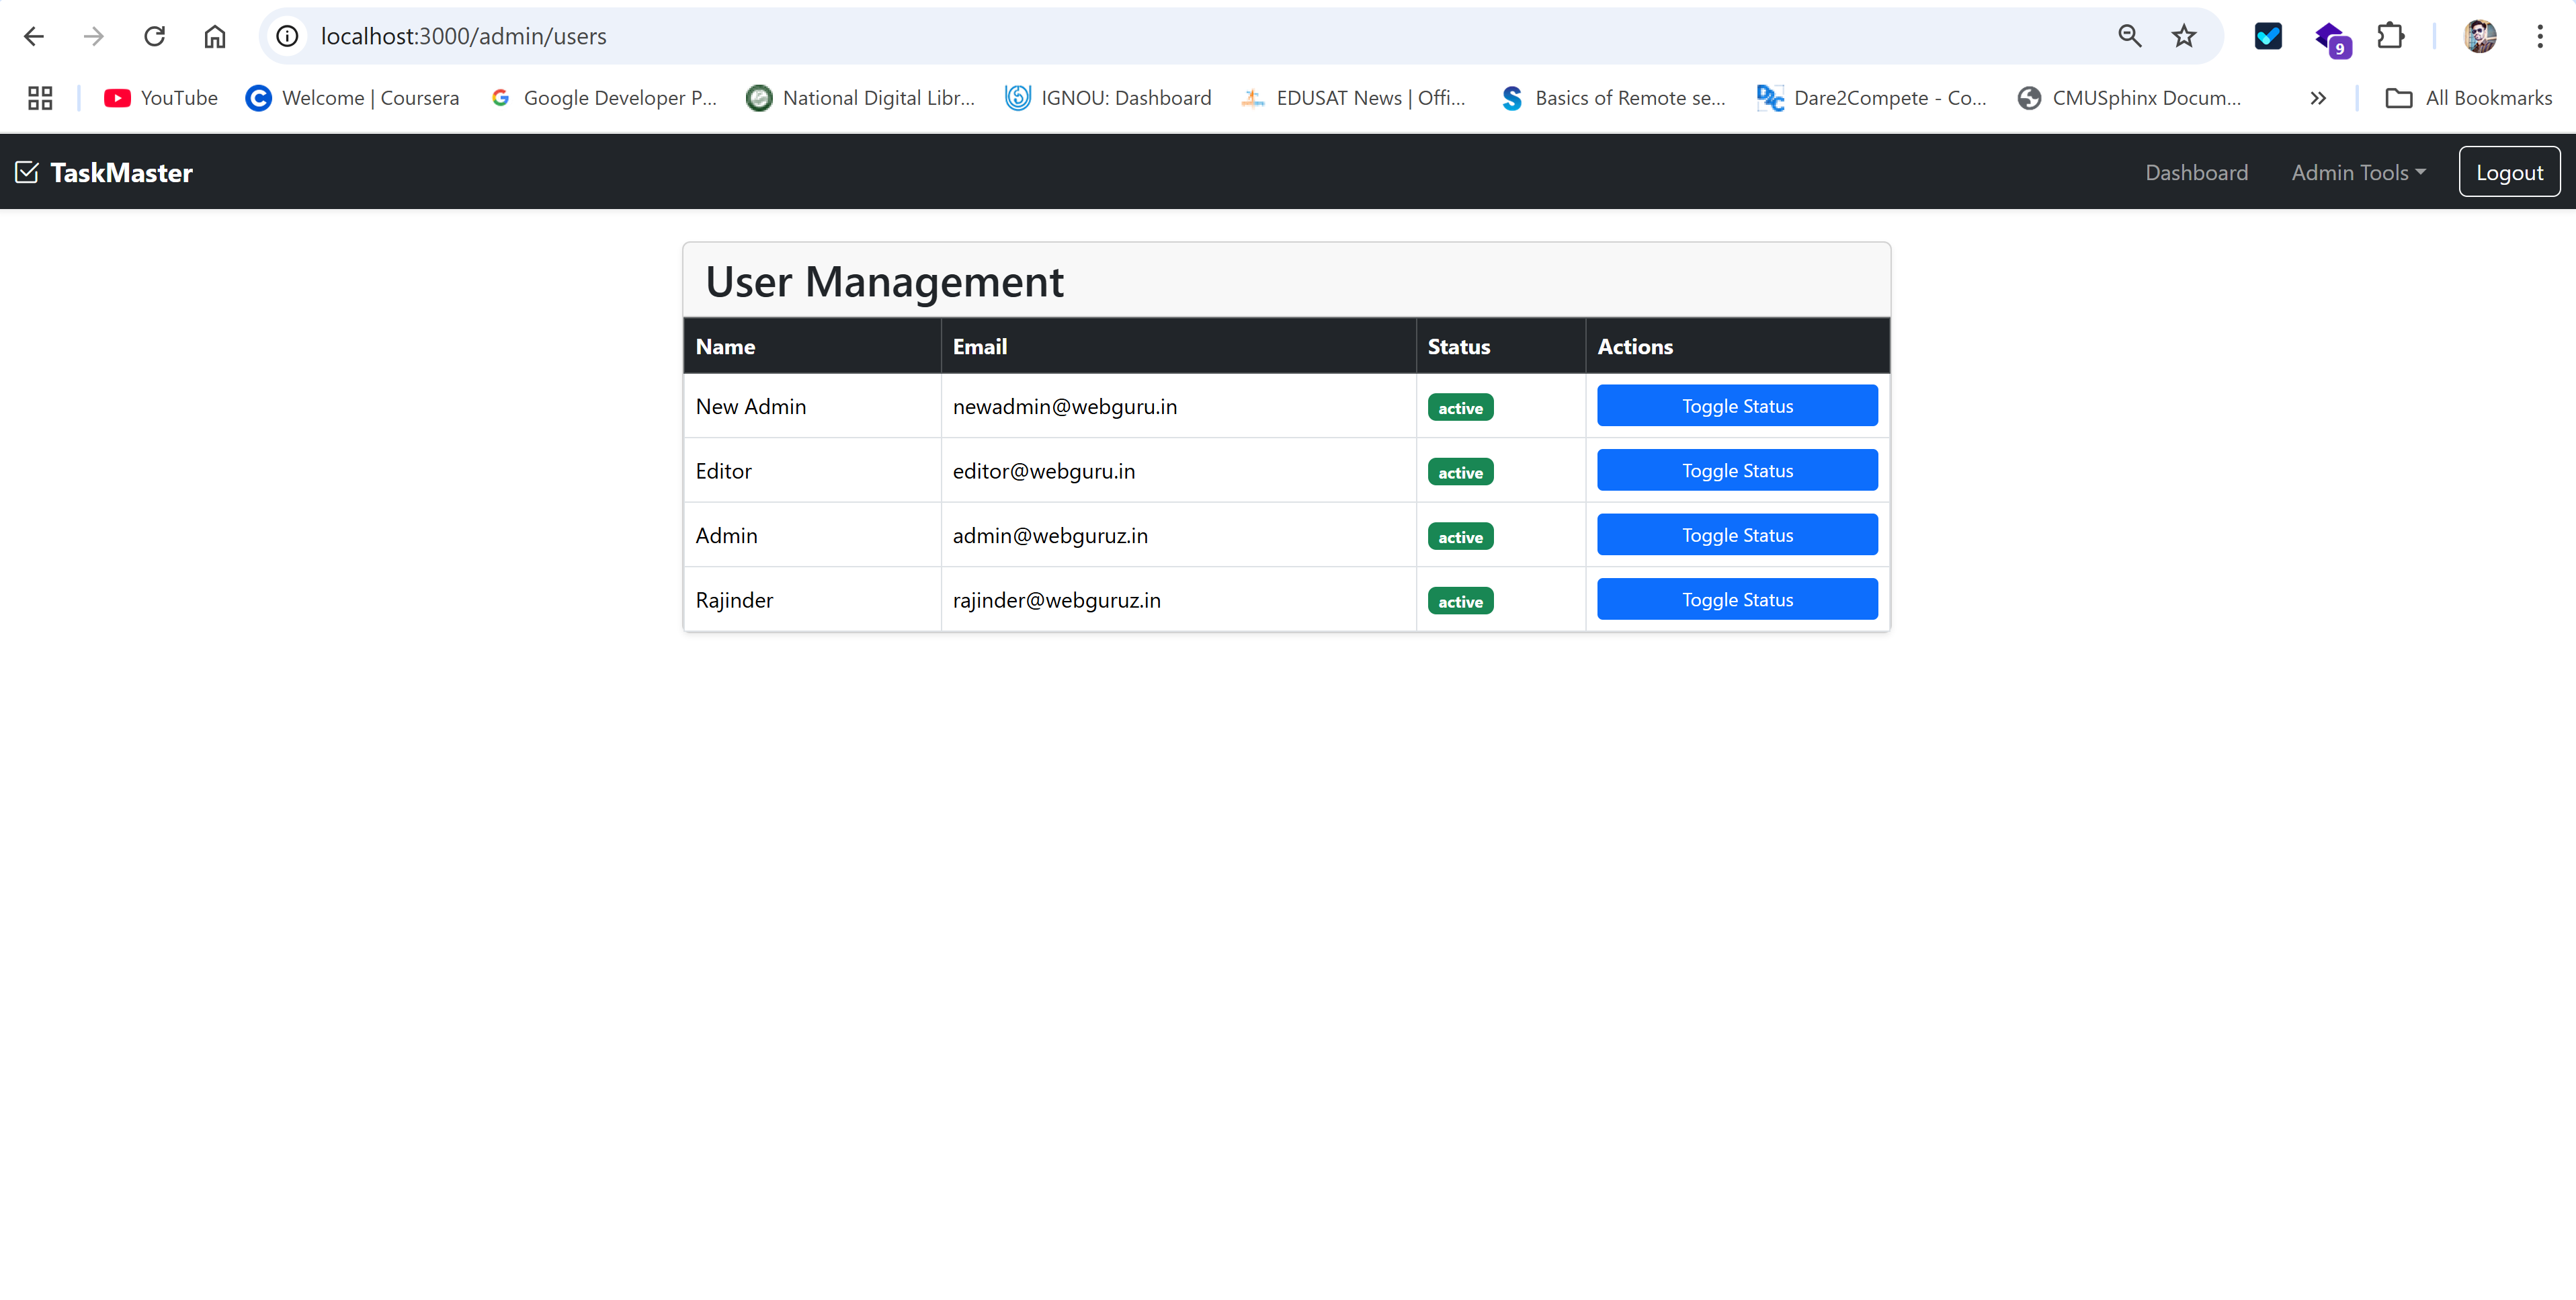 localhost:3000/admin/users
9
YouTube Welcome | Coursera Google Developer P... National Digital Libr... IGNOU: Dashboard EDUSAT News | Offi... Basics of Remote se... Dare2Compete - Co... CMUSphinx Docum... All Bookmarks
TaskMaster Dashboard Admin Tools Logout
User Management
Name Email Status Actions
New Admin newadmin@webguru.in active Toggle Status
Editor editor@webguru.in active Toggle Status
Admin admin@webguruz.in active Toggle Status
Rajinder rajinder@webguruz.in active Toggle Status